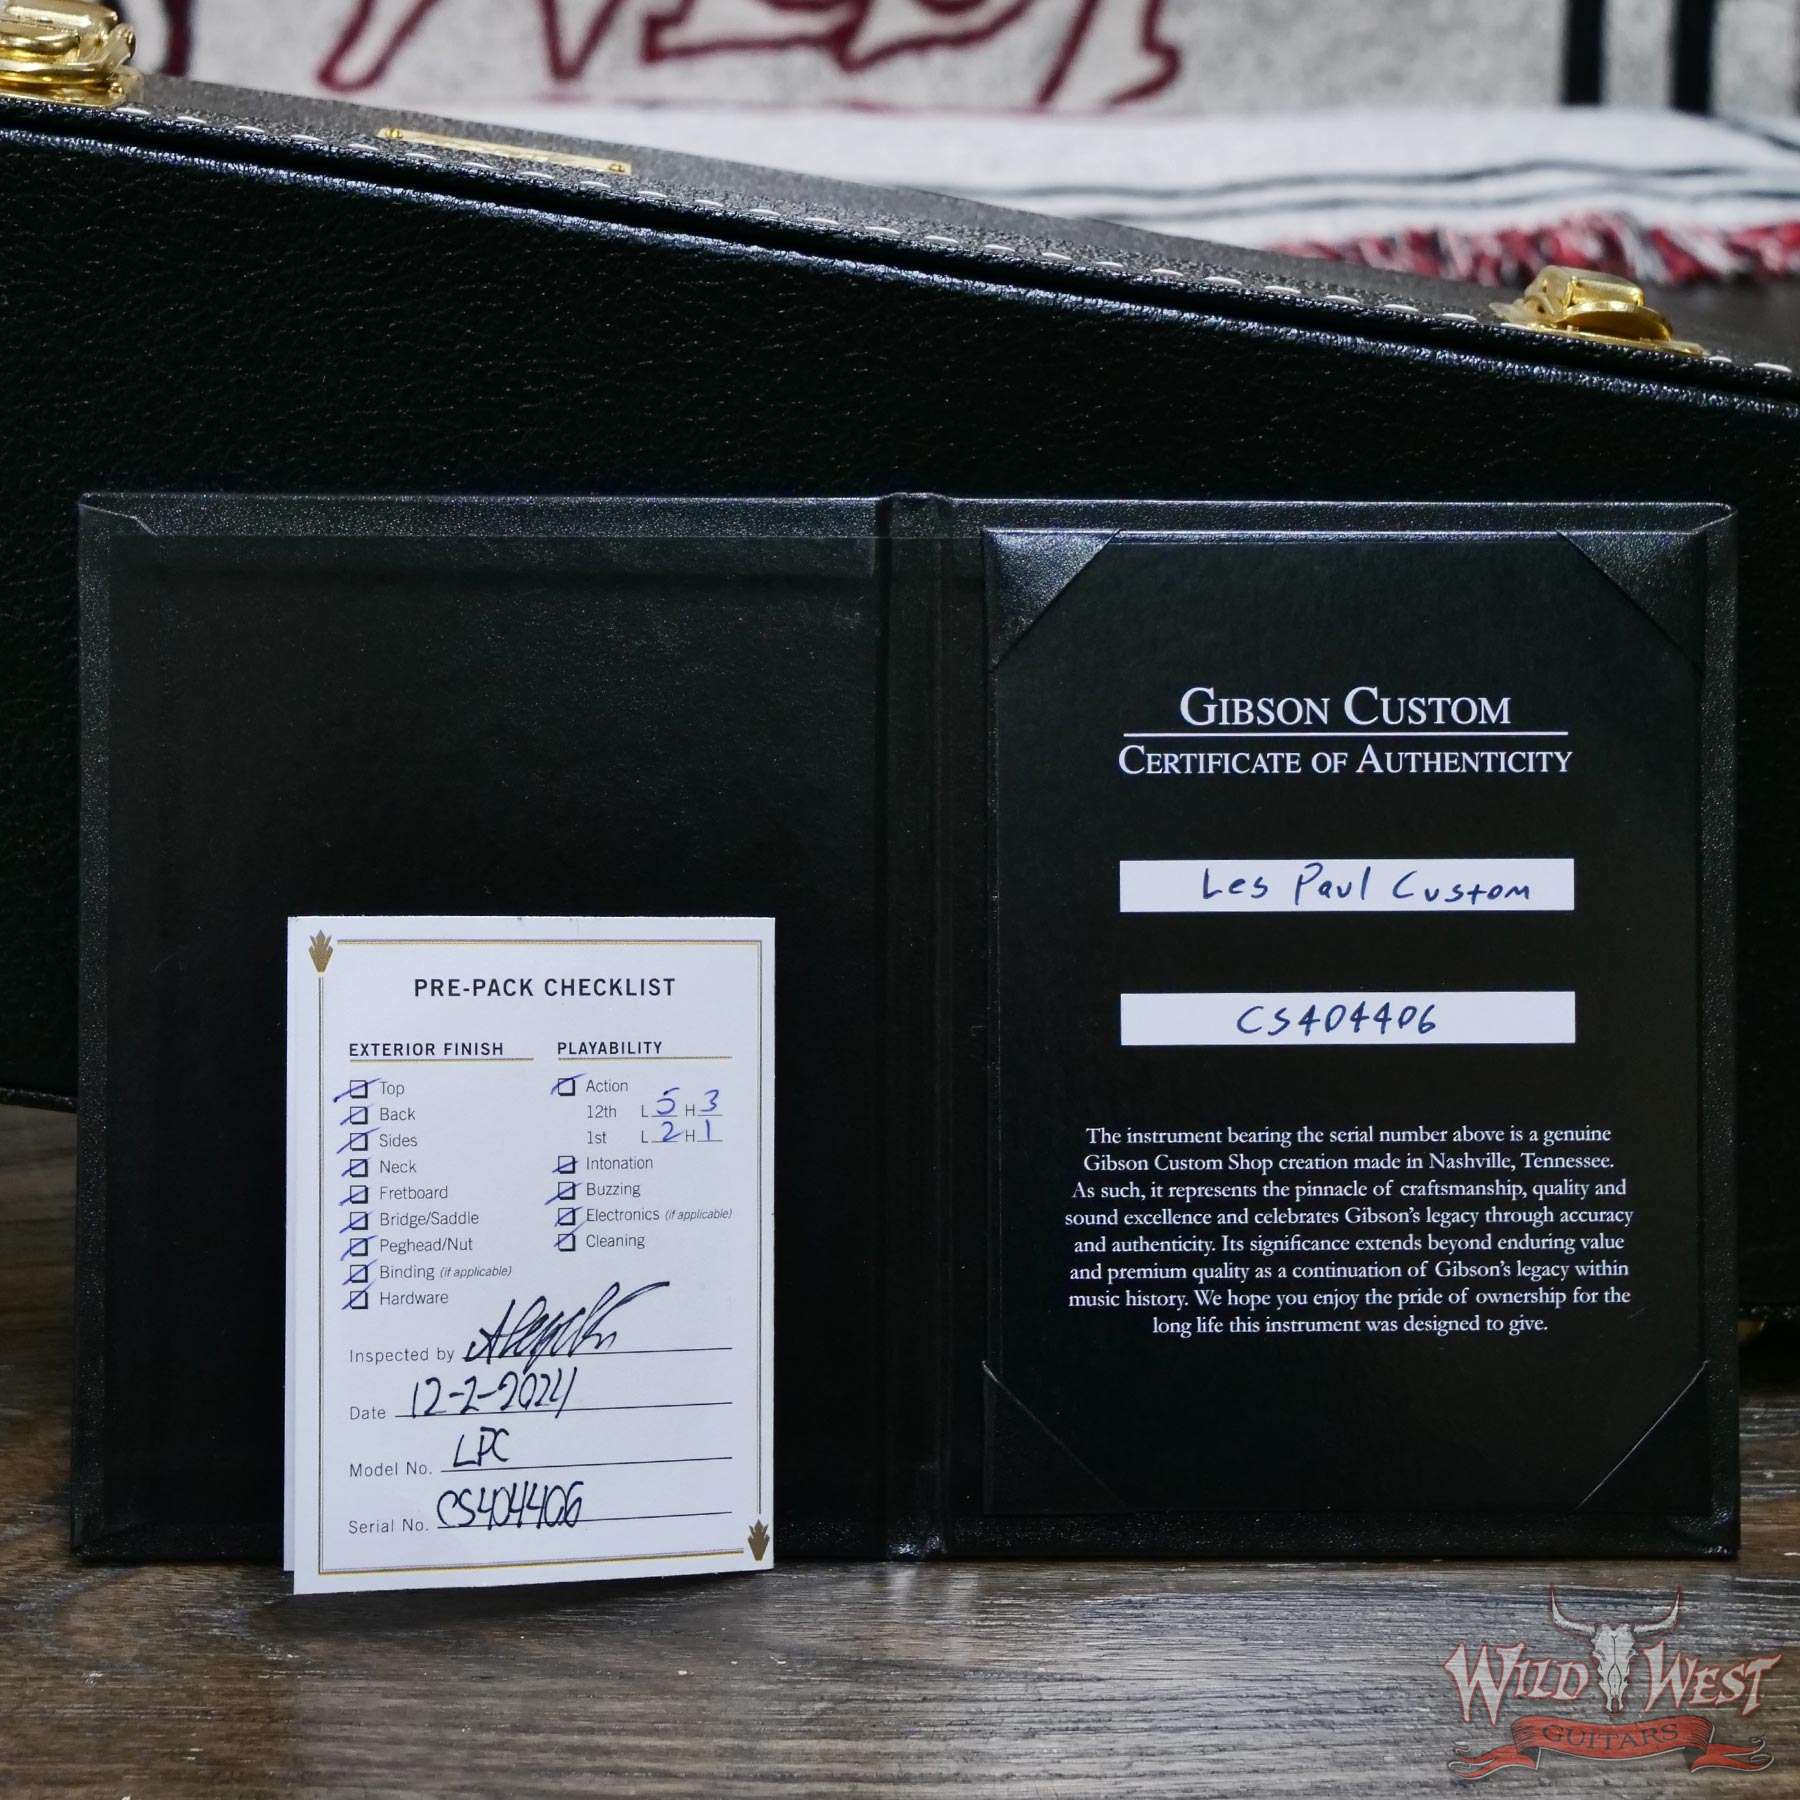 PRE-PACK CHECKLIST
EXTERIOR FINISH
Top
Back
Sides
Neck
Fretboard
Bridge/Saddle
Peghead/Nut
Binding (if applicable)
Hardware
PLAYABILITY
Action
12th L 5 H 3
1st L 2 H 1
Intonation
Buzzing
Electronics (if applicable)
Cleaning
Inspected by
Date 12-2-2024
Model No. LPC
Serial No. CS404406
GIBSON CUSTOM
CERTIFICATE OF AUTHENTICITY
Les Paul Custom
CS404406
The instrument bearing the serial number above is a genuine
Gibson Custom Shop creation made in Nashville, Tennessee.
As such, it represents the pinnacle of craftsmanship, quality and
sound excellence and celebrates Gibson's legacy through accuracy
and authenticity. Its significance extends beyond enduring value
and premium quality as a continuation of Gibson's legacy within
music history. We hope you enjoy the pride of ownership for the
long life this instrument was designed to give.
WILD WEST
GUITARS